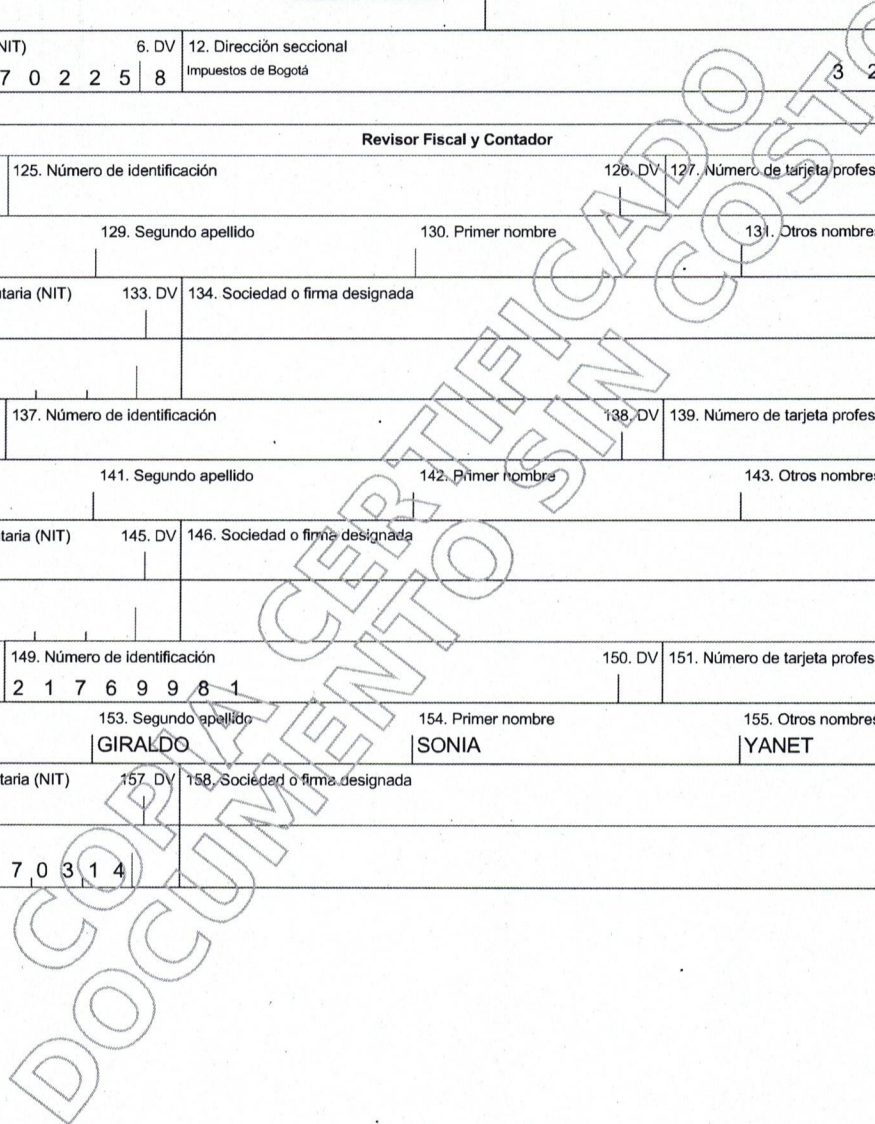 NIT) 6. DV 12. Dirección seccional
7 0 2 2 5 8 Impuestos de Bogotá 3 2
Revisor Fiscal y Contador
125. Número de identificación 126. DV 127. Número de tarjeta profes
129. Segundo apellido 130. Primer nombre 131. Otros nombre
taria (NIT) 133. DV 134. Sociedad o firma designada
137. Número de identificación 138. DV 139. Número de tarjeta profes
141. Segundo apellido 142. Primer nombre 143. Otros nombre
taria (NIT) 145. DV 146. Sociedad o firma designada
149. Número de identificación 150. DV 151. Número de tarjeta profes
2 1 7 6 9 9 8 1
153. Segundo apellido 154. Primer nombre 155. Otros nombres
GIRALDO SONIA YANET
taria (NIT) 157. DV 158. Sociedad o firma designada
7 0 3 1 4
COPIA CERTIFICADO
DOCUMENTO SIN COSTO